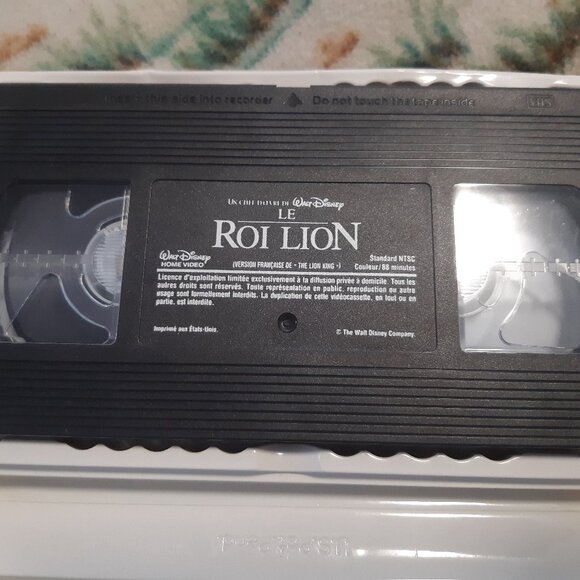 Insert this side into recorder Do not touch the tape inside
VHS
UN CHEF-D'ŒUVRE DE WALT DISNEY
LE
ROI LION
WALT DISNEY
HOME VIDEO
(VERSION FRANÇAISE DE « THE LION KING »)
Standard NTSC
Couleur/88 minutes
Licence d'exploitation limitée exclusivement à la diffusion privée à domicile. Tous les
autres droits sont réservés. Toute représentation en public, reproduction ou autre
usage sont formellement interdits. La duplication de cette vidéocassette, en tout ou en
partie, est interdite.
Imprimé aux États-Unis.
© The Walt Disney Company.